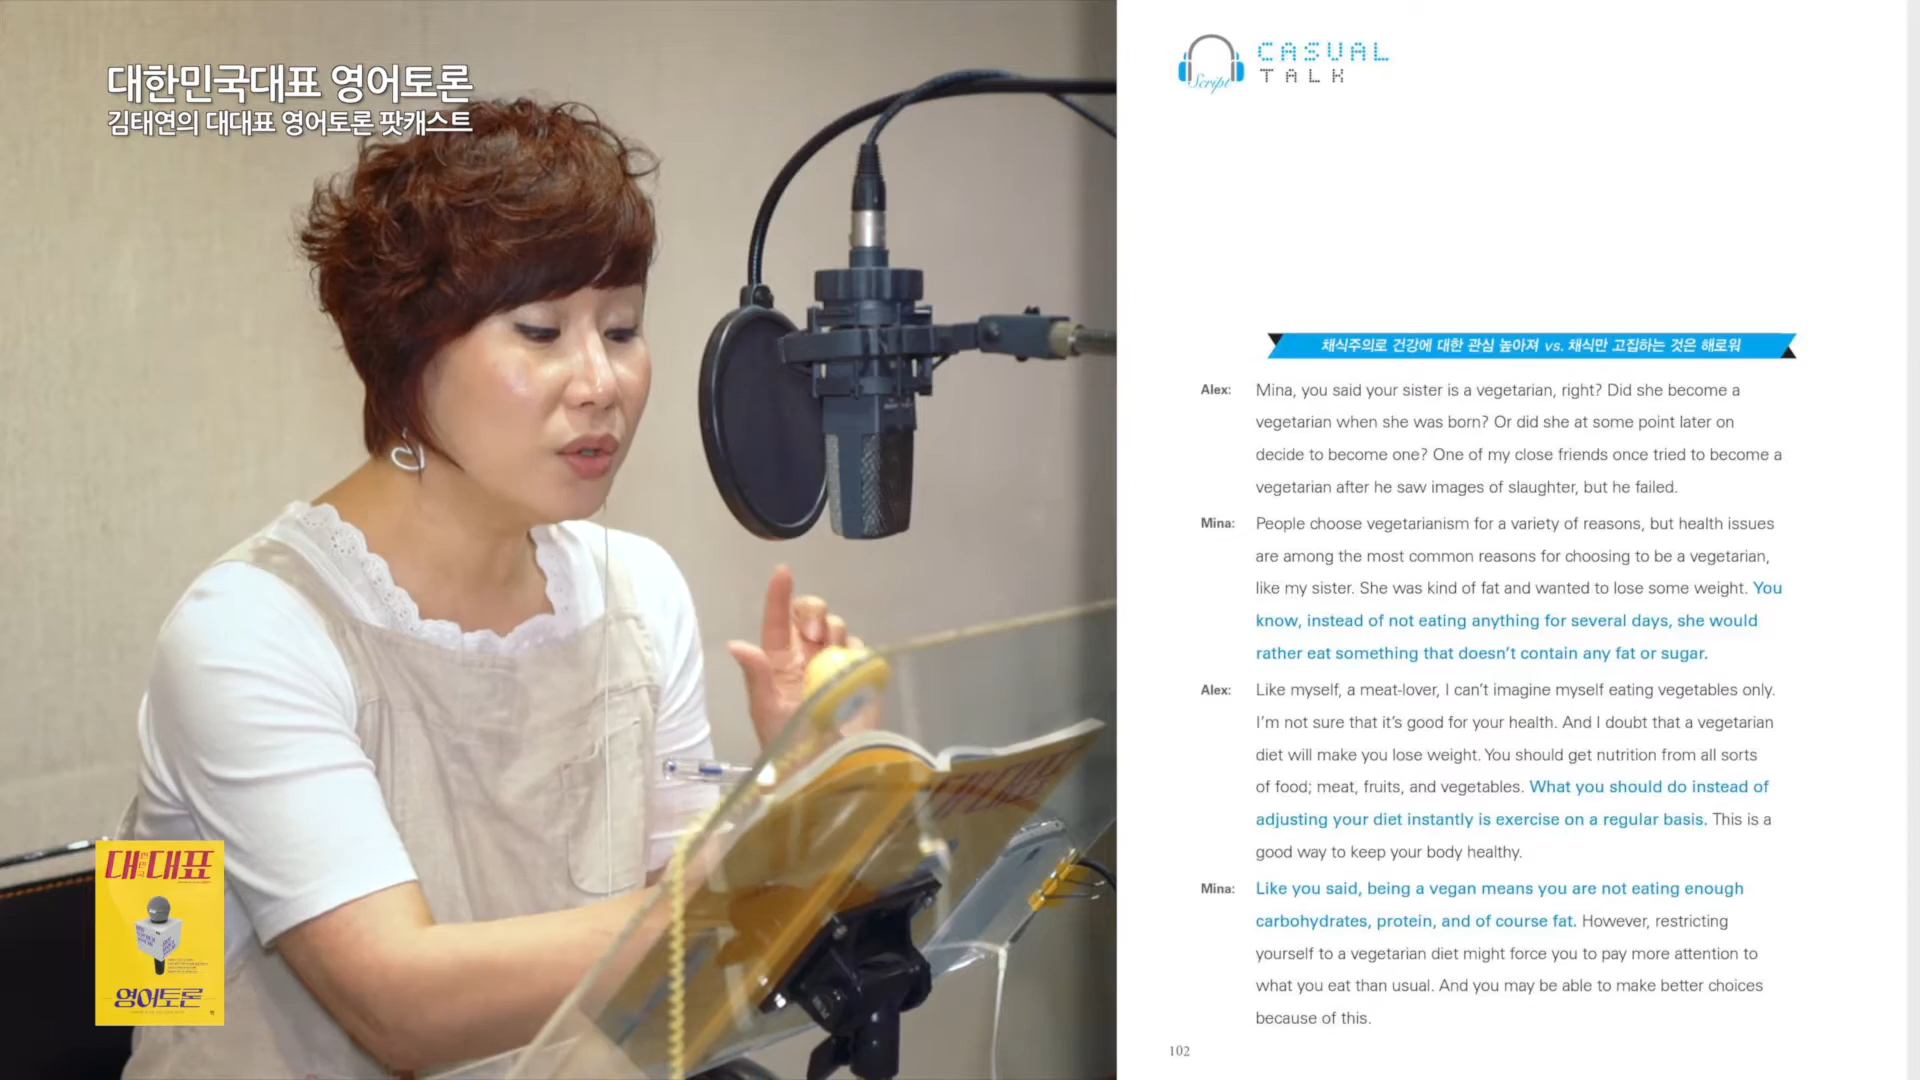 대한민국대표 영어토론
김태연의 대대표 영어토론 팟캐스트
Script
CASUAL
TALK
채식주의로 건강에 대한 관심 높아져 vs. 채식만 고집하는 것은 해로워
Alex: Mina, you said your sister is a vegetarian, right? Did she become a
vegetarian when she was born? Or did she at some point later on
decide to become one? One of my close friends once tried to become a
vegetarian after he saw images of slaughter, but he failed.
Mina: People choose vegetarianism for a variety of reasons, but health issues
are among the most common reasons for choosing to be a vegetarian,
like my sister. She was kind of fat and wanted to lose some weight. You
know, instead of not eating anything for several days, she would
rather eat something that doesn’t contain any fat or sugar.
Alex: Like myself, a meat-lover, I can’t imagine myself eating vegetables only.
I’m not sure that it’s good for your health. And I doubt that a vegetarian
diet will make you lose weight. You should get nutrition from all sorts
of food; meat, fruits, and vegetables. What you should do instead of
adjusting your diet instantly is exercise on a regular basis. This is a
good way to keep your body healthy.
Mina: Like you said, being a vegan means you are not eating enough
carbohydrates, protein, and of course fat. However, restricting
yourself to a vegetarian diet might force you to pay more attention to
what you eat than usual. And you may be able to make better choices
because of this.
102
대한민국대표
영어토론